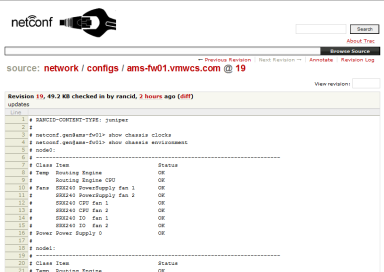 netconf
Search
About Trac
Browse Source
← Previous Revision | Next Revision → | Annotate | Revision Log
source: network / configs / ams-fw01.vmwcs.com @ 19
View revision:
Revision 19, 49.2 KB checked in by rancid, 2 hours ago (diff)
updates
Line
1 # RANCID-CONTENT-TYPE: juniper
2 #
3 # netconf.gen@ams-fw01> show chassis clocks
4 # netconf.gen@ams-fw01> show chassis environment
5 # node0:
6 # --------------------------------------------------------------------------
7 # Class Item Status
8 # Temp Routing Engine OK
9 # Routing Engine CPU OK
10 # Fans SRX240 PowerSupply fan 1 OK
11 # SRX240 PowerSupply fan 2 OK
12 # SRX240 CPU fan 1 OK
13 # SRX240 CPU fan 2 OK
14 # SRX240 IO fan 1 OK
15 # SRX240 IO fan 2 OK
16 # Power Power Supply 0 OK
17 #
18 # node1:
19 # --------------------------------------------------------------------------
20 # Class Item Status
21 # Temp Routing Engine OK